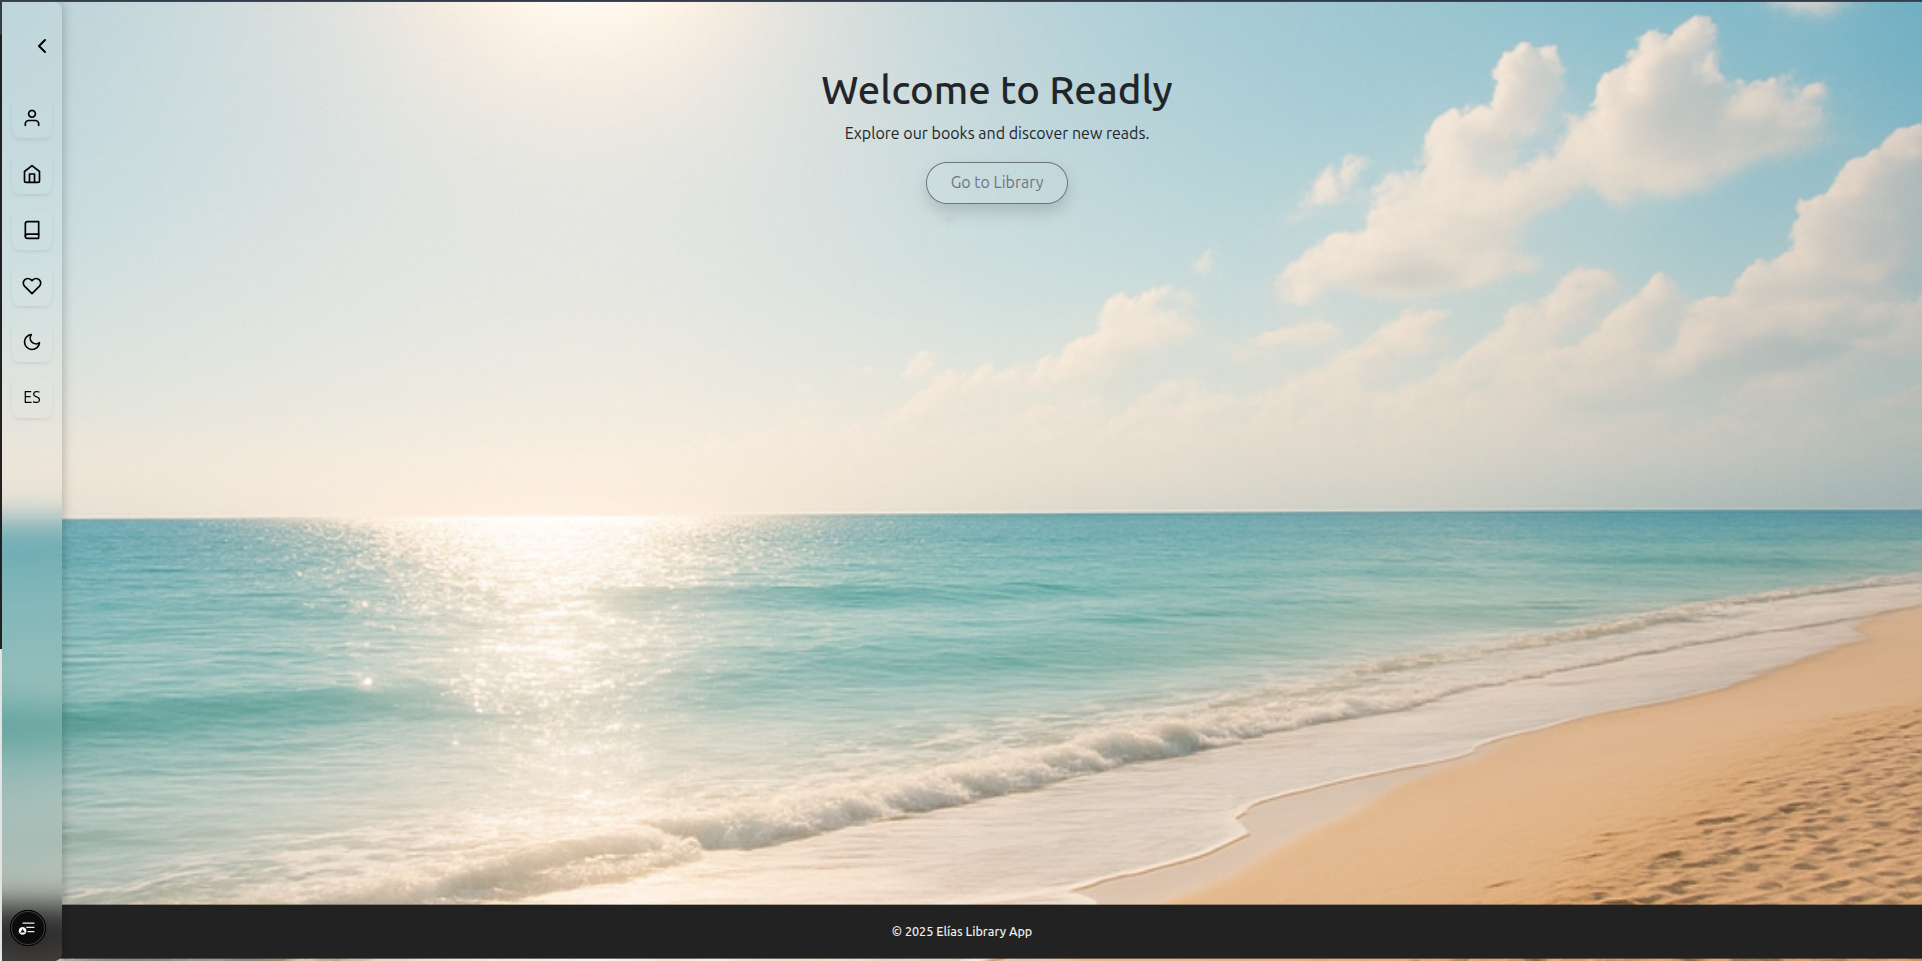 Welcome to Readly
Explore our books and discover new reads.
Go to Library
ES
© 2025 Elías Library App